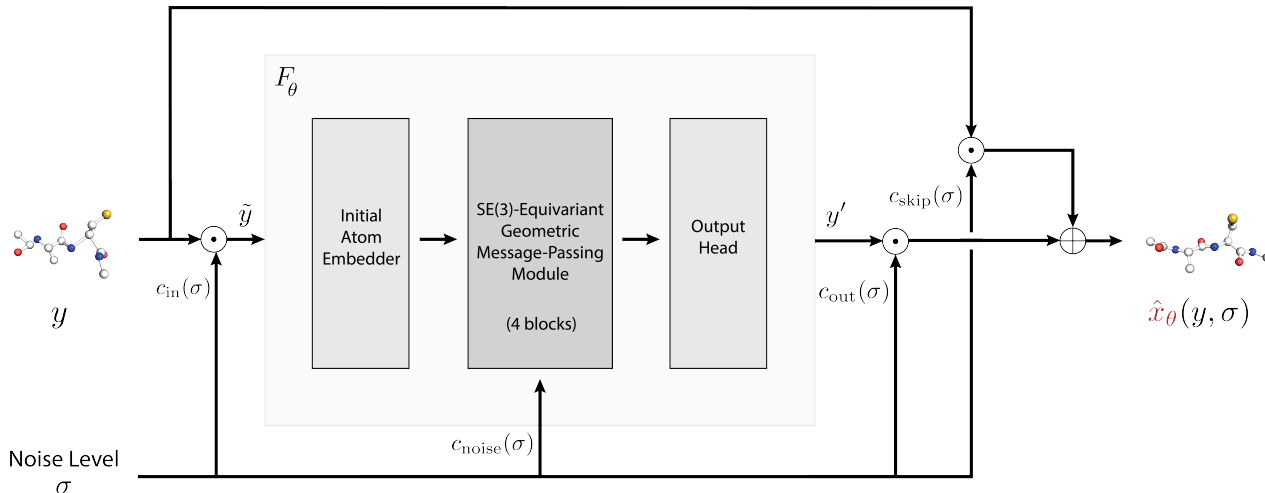 F_θ
ỹ
Initial
Atom
Embedder
SE(3)-Equivariant
Geometric
Message-Passing
Module
(4 blocks)
Output
Head
y′
c_skip(σ)
c_in(σ)
c_out(σ)
y
x̂_θ(y, σ)
c_noise(σ)
Noise Level
σ